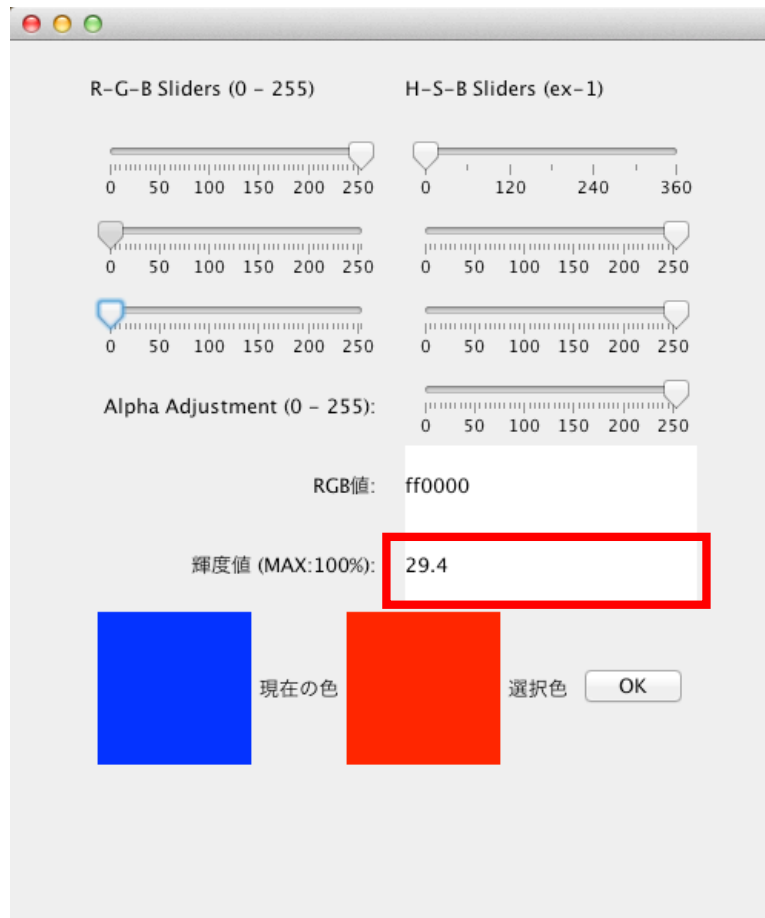 R-G-B Sliders (0 - 255)
H-S-B Sliders (ex-1)
0 50 100 150 200 250
0 120 240 360
0 50 100 150 200 250
0 50 100 150 200 250
0 50 100 150 200 250
0 50 100 150 200 250
Alpha Adjustment (0 - 255):
0 50 100 150 200 250
RGB値:
ff0000
輝度値 (MAX:100%):
29.4
現在の色
選択色
OK